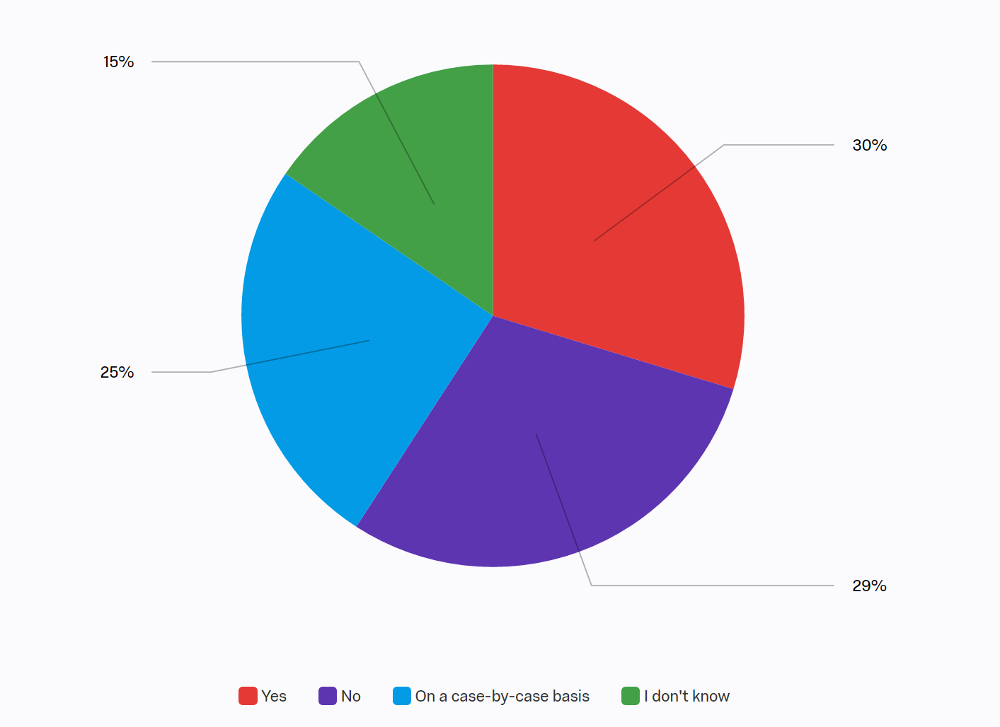 15%
30%
25%
29%
Yes No On a case-by-case basis I don't know